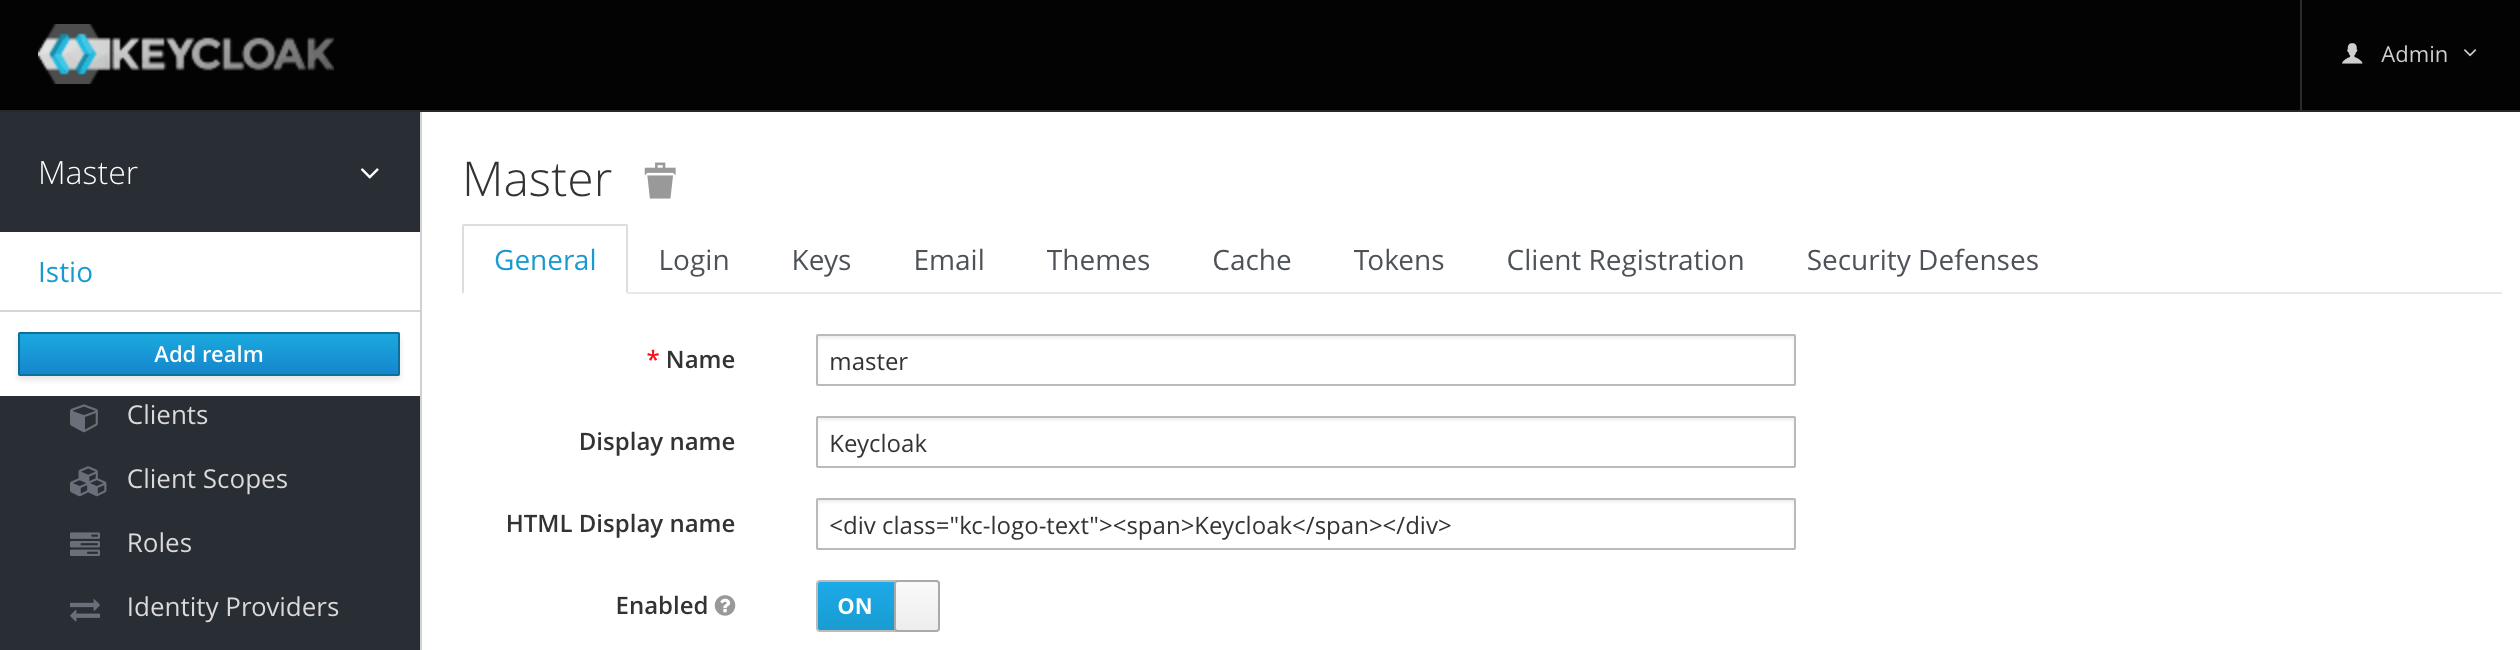 KEYCLOAK
Admin
Master
Istio
Add realm
Clients
Client Scopes
Roles
Identity Providers
Master
General Login Keys Email Themes Cache Tokens Client Registration Security Defenses
* Name master
Display name Keycloak
HTML Display name <div class="kc-logo-text"><span>Keycloak</span></div>
Enabled ? ON